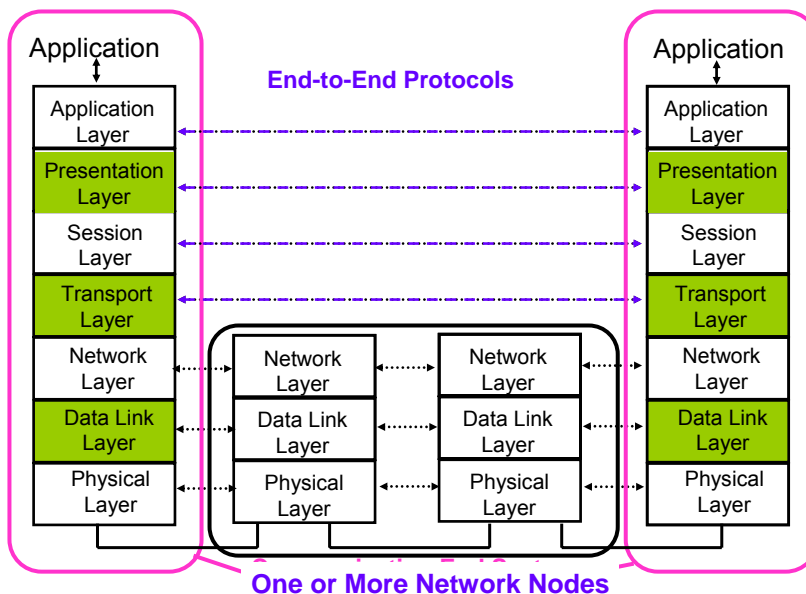 Application
Application
Layer
Presentation
Layer
Session
Layer
Transport
Layer
Network
Layer
Data Link
Layer
Physical
Layer
End-to-End Protocols
Network
Layer
Data Link
Layer
Physical
Layer
Network
Layer
Data Link
Layer
Physical
Layer
Application
Application
Layer
Presentation
Layer
Session
Layer
Transport
Layer
Network
Layer
Data Link
Layer
Physical
Layer
One or More Network Nodes